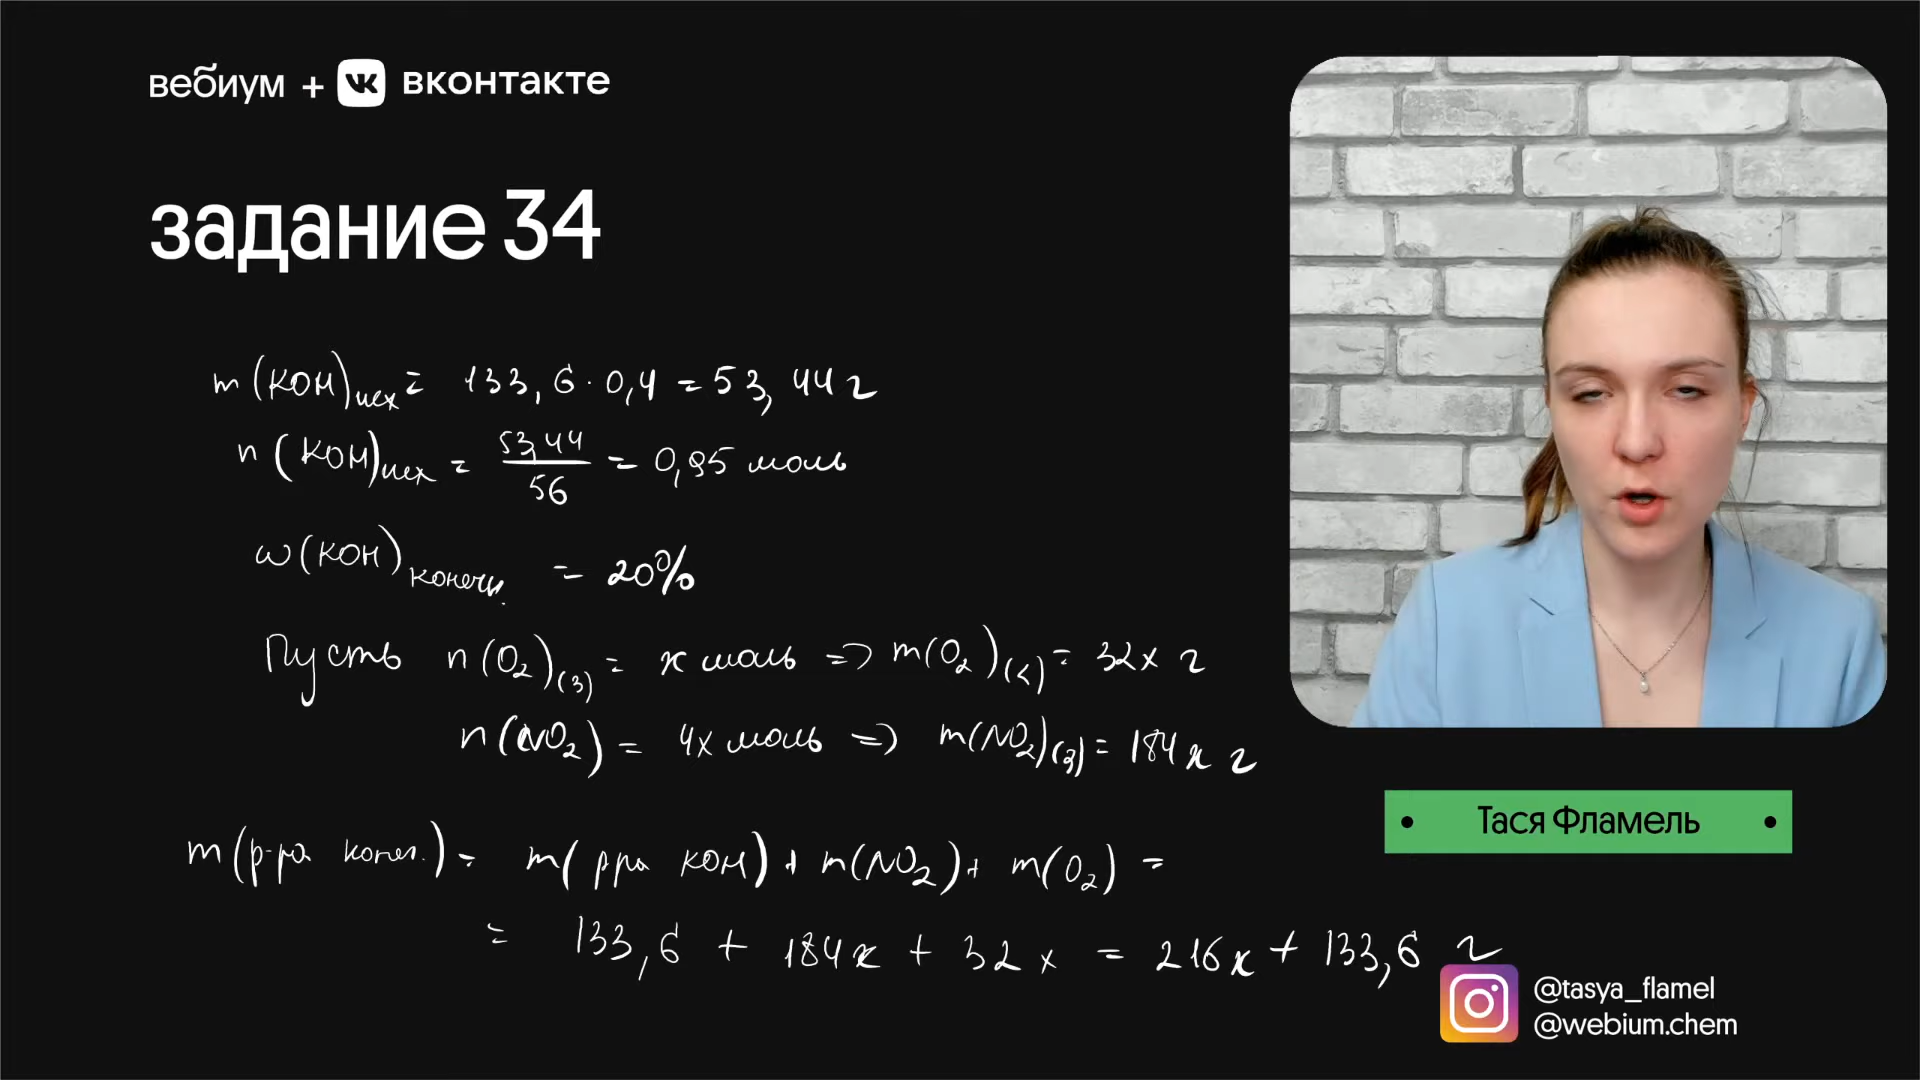 вебиум + вконтакте
задание 34
m(KOH)исх = 133,6 · 0,4 = 53,44 г
n(KOH)исх = 53,44/56 = 0,95 моль
ω(KOH)конечн. = 20%
Пусть n(O₂)(3) = x моль => m(O₂)(2) = 32x г
n(NO₂) = 4x моль => m(NO₂)(3) = 184x г
m(р-ра конеч.) = m(рра KOH) + m(NO₂) + m(O₂) =
= 133,6 + 184x + 32x = 216x + 133,6 г
Тася Фламель
@tasya_flamel
@webium.chem